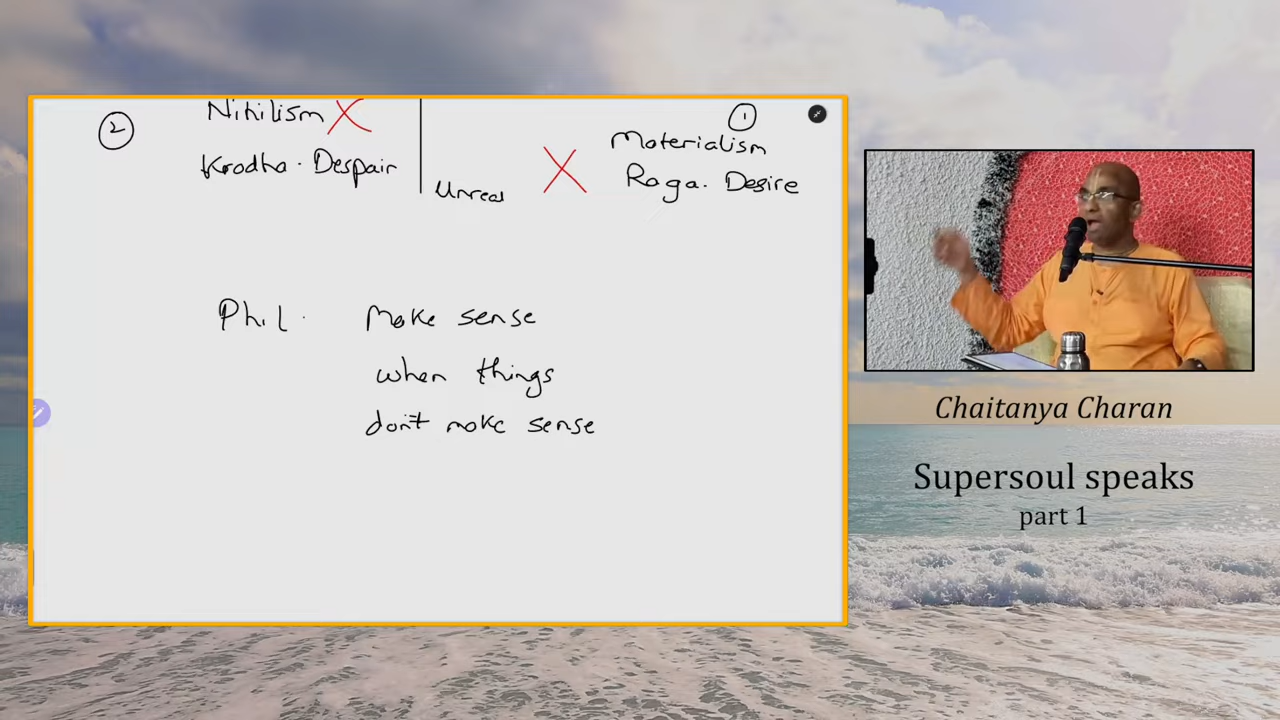 ②
Nihilism X
Krodha. Despair
Unreal
X
①
Materialism
Raga. Desire
Phil.
Make sense
when things
don't make sense
Chaitanya Charan
Supersoul speaks
part 1